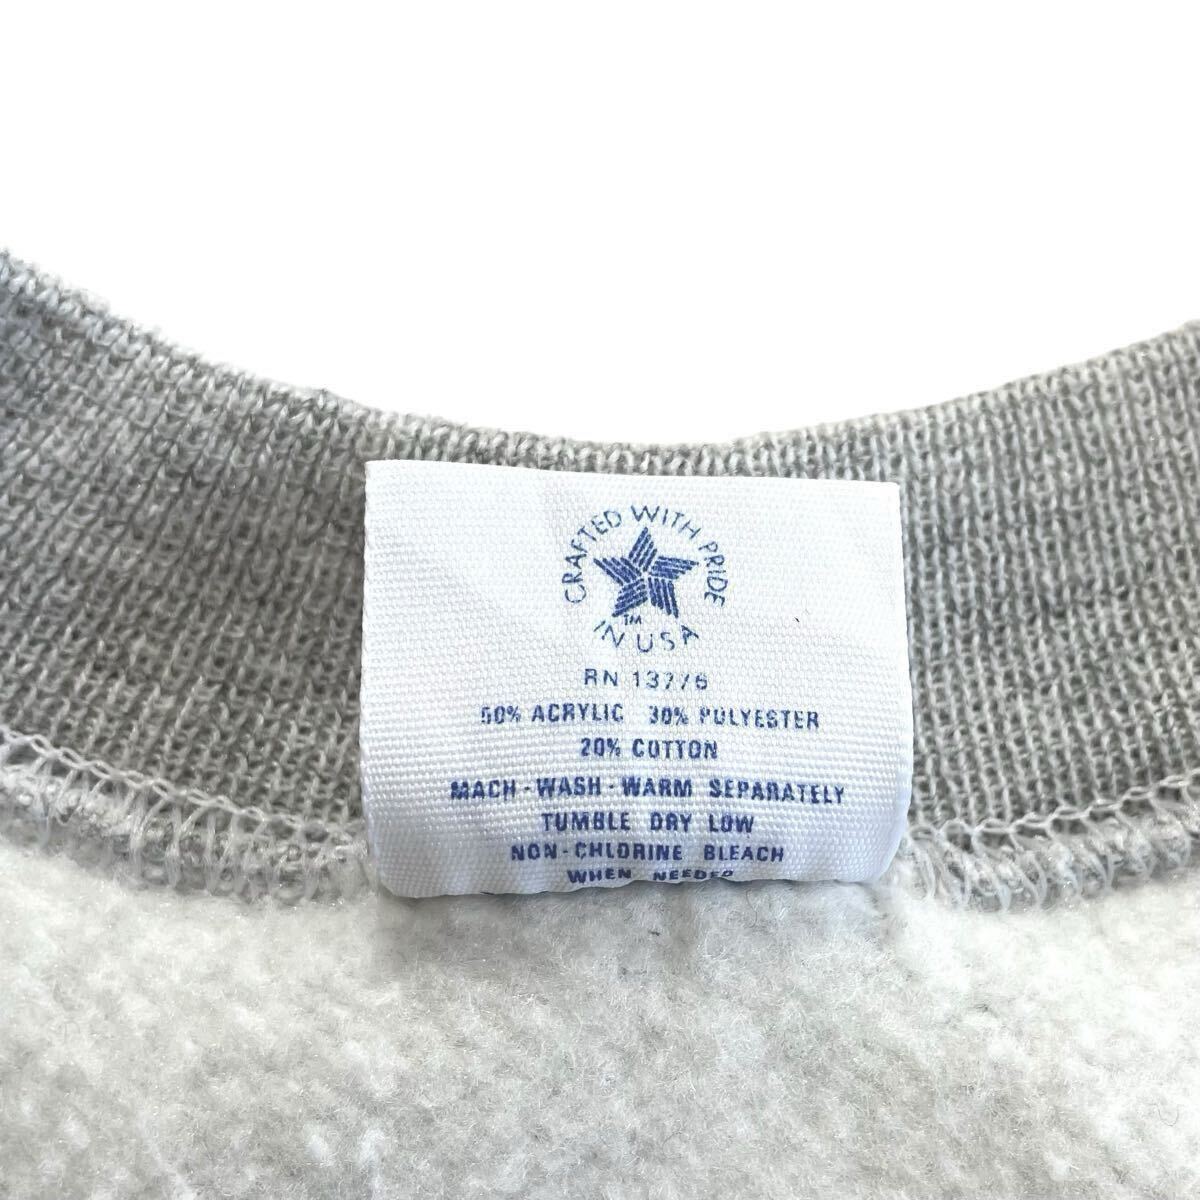 CRAFTED WITH PRIDE
IN USA
TM
RN 13776
50% ACRYLIC 30% POLYESTER
20% COTTON
MACH-WASH-WARM SEPARATELY
TUMBLE DRY LOW
NON-CHLORINE BLEACH
WHEN NEEDED